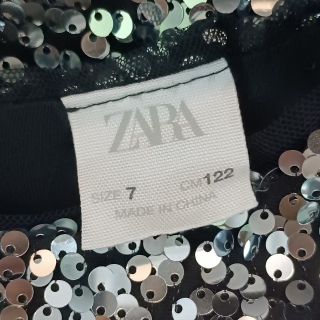 ZARA
SIZE 7 CM 122
MADE IN CHINA